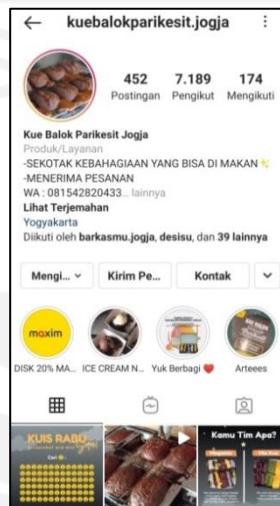 kuebalokparikesit.jogja
452 7.189 174
Postingan Pengikut Mengikuti
Kue Balok Parikesit Jogja
Produk/Layanan
-SEKOTAK KEBAHAGIAAN YANG BISA DI MAKAN✨
-MENERIMA PESANAN
WA : 081542820433... lainnya
Lihat Terjemahan
Yogyakarta
Diikuti oleh barkasmu.jogja, desisu, dan 39 lainnya
Mengi... Kirim Pe... Kontak
maxim
DISK 20% MA... ICE CREAM N... Yuk Berbagi ❤️ Arteees
KUIS RABU
Kamu Tim Apa?